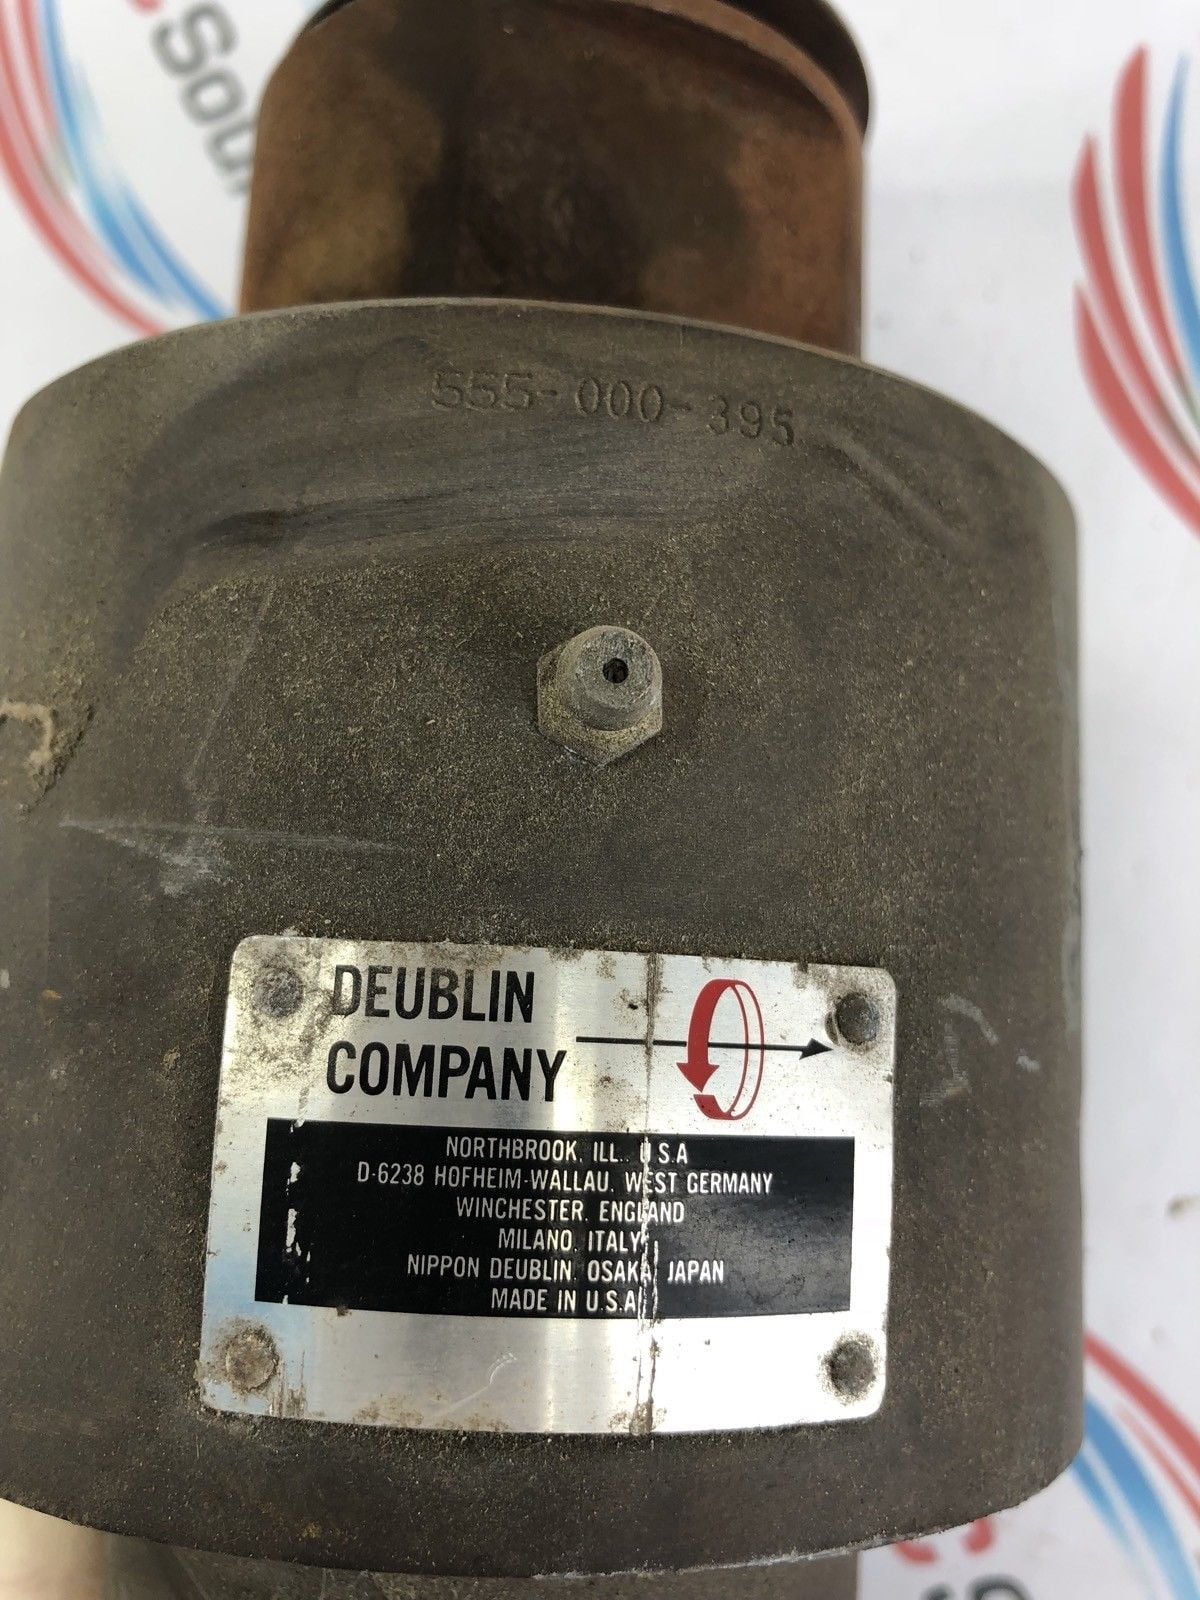 555-000-395
DEUBLIN
COMPANY
NORTHBROOK, ILL., U.S.A
D-6238 HOFHEIM-WALLAU, WEST GERMANY
WINCHESTER, ENGLAND
MILANO, ITALY
NIPPON DEUBLIN, OSAKA, JAPAN
MADE IN U.S.A